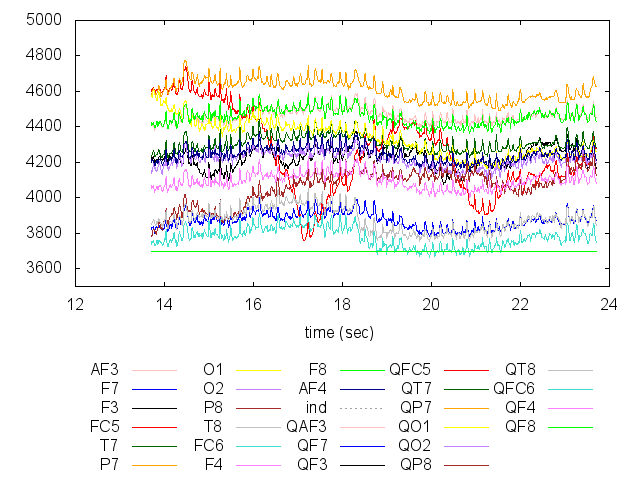 5000
4800
4600
4400
4200
4000
3800
3600
12 14 16 18 20 22 24
time (sec)
AF3 O1 F8 QFC5 QT8
F7 O2 AF4 QT7 QFC6
F3 P8 ind QP7 QF4
FC5 T8 QAF3 QO1 QF8
T7 FC6 QF7 QO2
P7 F4 QF3 QP8